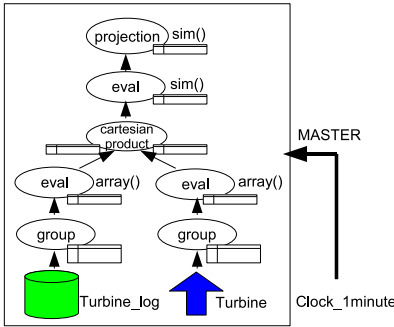 projection sim()
eval sim()
cartesian
product
MASTER
eval array() eval array()
group group
Turbine_log Turbine Clock_1minute